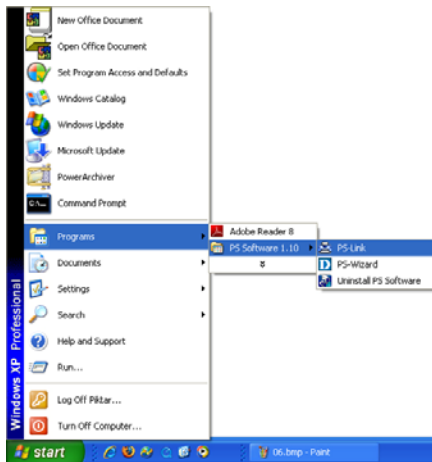 New Office Document
Open Office Document
Set Program Access and Defaults
Windows Catalog
Windows Update
Microsoft Update
PowerArchiver
Command Prompt
Programs
Documents
Settings
Search
Help and Support
Run...
Log Off Piktar...
Turn Off Computer...
Windows XP Professional
Adobe Reader 8
PS Software 1.10
PS-Link
PS-Wizard
Uninstall PS Software
start
06.bmp - Paint